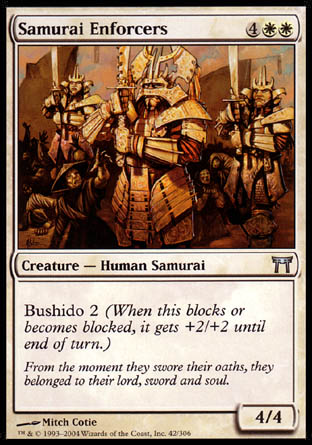 Samurai Enforcers 4
Creature — Human Samurai
Bushido 2 (When this blocks or
becomes blocked, it gets +2/+2 until
end of turn.)
From the moment they swore their oaths, they
belonged to their lord, sword and soul.
Mitch Cotie
™ & © 1993–2004 Wizards of the Coast, Inc. 42/306
4/4